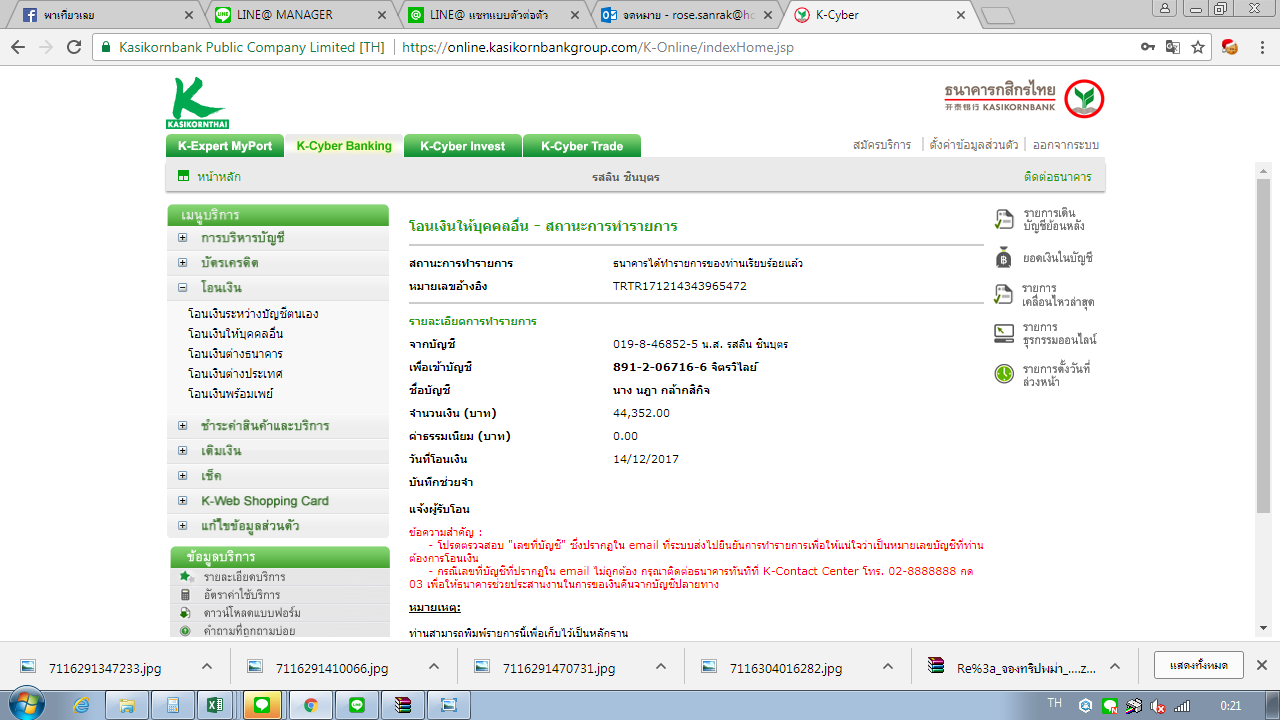 พาเที่ยวเลย
LINE@ MANAGER
LINE@ แชทแบบตัวต่อตัว
จดหมาย - rose.sanrak@hc
K-Cyber
Kasikornbank Public Company Limited [TH]
https://online.kasikornbankgroup.com/K-Online/indexHome.jsp
KASIKORNTHAI
ธนาคารกสิกรไทย
开泰银行 KASIKORNBANK
K-Expert MyPort
K-Cyber Banking
K-Cyber Invest
K-Cyber Trade
สมัครบริการ
ตั้งค่าข้อมูลส่วนตัว
ออกจากระบบ
หน้าหลัก
รสลิน ชินบุตร
ติดต่อธนาคาร
เมนูบริการ
การบริหารบัญชี
บัตรเครดิต
โอนเงิน
โอนเงินระหว่างบัญชีตนเอง
โอนเงินให้บุคคลอื่น
โอนเงินต่างธนาคาร
โอนเงินต่างประเทศ
โอนเงินพร้อมเพย์
ชำระค่าสินค้าและบริการ
เติมเงิน
เช็ค
K-Web Shopping Card
แก้ไขข้อมูลส่วนตัว
ข้อมูลบริการ
รายละเอียดบริการ
อัตราค่าใช้บริการ
ดาวน์โหลดแบบฟอร์ม
คำถามที่ถูกถามบ่อย
โอนเงินให้บุคคลอื่น - สถานะการทำรายการ
สถานะการทำรายการ ธนาคารได้ทำรายการของท่านเรียบร้อยแล้ว
หมายเลขอ้างอิง TRTR171214343965472
รายละเอียดการทำรายการ
จากบัญชี 019-8-46852-5 น.ส. รสลิน ชินบุตร
เพื่อเข้าบัญชี 891-2-06716-6 จิตรวิไลย์
ชื่อบัญชี นาง นฎา กล้ากสิกิจ
จำนวนเงิน (บาท) 44,352.00
ค่าธรรมเนียม (บาท) 0.00
วันที่โอนเงิน 14/12/2017
บันทึกช่วยจำ
แจ้งผู้รับโอน
ข้อความสำคัญ :
- โปรดตรวจสอบ "เลขที่บัญชี" ซึ่งปรากฏใน email ที่ระบบส่งไปยืนยันการทำรายการเพื่อให้แน่ใจว่าเป็นหมายเลขบัญชีที่ท่าน
ต้องการโอนเงิน
- กรณีเลขที่บัญชีที่ปรากฏใน email ไม่ถูกต้อง กรุณาติดต่อธนาคารทันทีที่ K-Contact Center โทร. 02-8888888 กด
03 เพื่อให้ธนาคารช่วยประสานงานในการขอเงินคืนจากบัญชีปลายทาง
หมายเหตุ:
ท่านสามารถพิมพ์รายการนี้เพื่อเก็บไว้เป็นหลักฐาน
รายการเดิน
บัญชีย้อนหลัง
ยอดเงินในบัญชี
รายการ
เคลื่อนไหวล่าสุด
รายการ
ธุรกรรมออนไลน์
รายการตั้งวันที่
ล่วงหน้า
7116291347233.jpg
7116291410066.jpg
7116291470731.jpg
7116304016282.jpg
Re%3a_จองทริปพม่า_....z...
แสดงทั้งหมด
TH
0:21